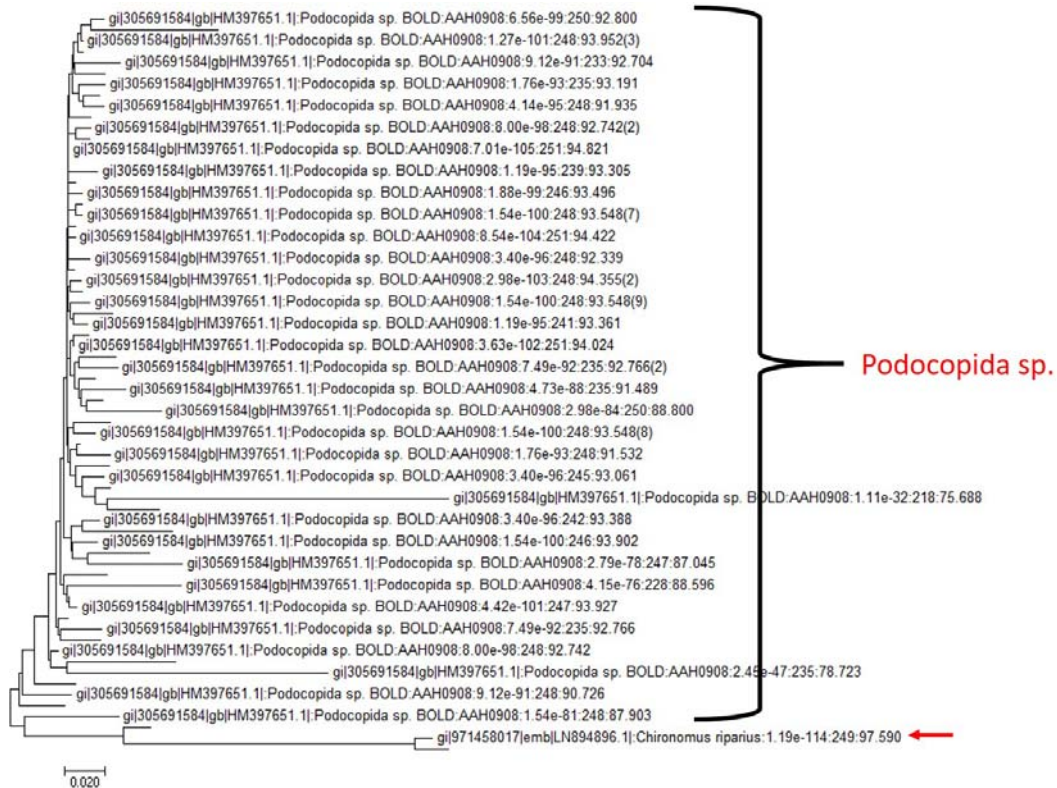 gi|305691584|gb|HM397651.1|:Podocopida sp. BOLD:AAH0908:6.56e-99:250:92.800
gi|305691584|gb|HM397651.1|:Podocopida sp. BOLD:AAH0908:1.27e-101:248:93.952(3)
gi|305691584|gb|HM397651.1|:Podocopida sp. BOLD:AAH0908:9.12e-91:233:92.704
gi|305691584|gb|HM397651.1|:Podocopida sp. BOLD:AAH0908:1.76e-93:235:93.191
gi|305691584|gb|HM397651.1|:Podocopida sp. BOLD:AAH0908:4.14e-95:248:91.935
gi|305691584|gb|HM397651.1|:Podocopida sp. BOLD:AAH0908:8.00e-98:248:92.742(2)
gi|305691584|gb|HM397651.1|:Podocopida sp. BOLD:AAH0908:7.01e-105:251:94.821
gi|305691584|gb|HM397651.1|:Podocopida sp. BOLD:AAH0908:1.19e-95:239:93.305
gi|305691584|gb|HM397651.1|:Podocopida sp. BOLD:AAH0908:1.88e-99:246:93.496
gi|305691584|gb|HM397651.1|:Podocopida sp. BOLD:AAH0908:1.54e-100:248:93.548(7)
gi|305691584|gb|HM397651.1|:Podocopida sp. BOLD:AAH0908:8.54e-104:251:94.422
gi|305691584|gb|HM397651.1|:Podocopida sp. BOLD:AAH0908:3.40e-96:248:92.339
gi|305691584|gb|HM397651.1|:Podocopida sp. BOLD:AAH0908:2.98e-103:248:94.355(2)
gi|305691584|gb|HM397651.1|:Podocopida sp. BOLD:AAH0908:1.54e-100:248:93.548(9)
gi|305691584|gb|HM397651.1|:Podocopida sp. BOLD:AAH0908:1.19e-95:241:93.361
gi|305691584|gb|HM397651.1|:Podocopida sp. BOLD:AAH0908:3.63e-102:251:94.024
gi|305691584|gb|HM397651.1|:Podocopida sp. BOLD:AAH0908:7.49e-92:235:92.766(2)
Podocopida sp.
gi|305691584|gb|HM397651.1|:Podocopida sp. BOLD:AAH0908:4.73e-88:235:91.489
gi|305691584|gb|HM397651.1|:Podocopida sp. BOLD:AAH0908:2.98e-84:250:88.800
gi|305691584|gb|HM397651.1|:Podocopida sp. BOLD:AAH0908:1.54e-100:248:93.548(8)
gi|305691584|gb|HM397651.1|:Podocopida sp. BOLD:AAH0908:1.76e-93:248:91.532
gi|305691584|gb|HM397651.1|:Podocopida sp. BOLD:AAH0908:3.40e-96:245:93.061
gi|305691584|gb|HM397651.1|:Podocopida sp. BOLD:AAH0908:1.11e-32:218:75.688
gi|305691584|gb|HM397651.1|:Podocopida sp. BOLD:AAH0908:3.40e-96:242:93.388
gi|305691584|gb|HM397651.1|:Podocopida sp. BOLD:AAH0908:1.54e-100:246:93.902
gi|305691584|gb|HM397651.1|:Podocopida sp. BOLD:AAH0908:2.79e-78:247:87.045
gi|305691584|gb|HM397651.1|:Podocopida sp. BOLD:AAH0908:4.15e-76:228:88.596
gi|305691584|gb|HM397651.1|:Podocopida sp. BOLD:AAH0908:4.42e-101:247:93.927
gi|305691584|gb|HM397651.1|:Podocopida sp. BOLD:AAH0908:7.49e-92:235:92.766
gi|305691584|gb|HM397651.1|:Podocopida sp. BOLD:AAH0908:8.00e-98:248:92.742
gi|305691584|gb|HM397651.1|:Podocopida sp. BOLD:AAH0908:2.45e-47:235:78.723
gi|305691584|gb|HM397651.1|:Podocopida sp. BOLD:AAH0908:9.12e-91:248:90.726
gi|305691584|gb|HM397651.1|:Podocopida sp. BOLD:AAH0908:1.54e-81:248:87.903
gi|971458017|emb|LN894896.1|:Chironomus riparius:1.19e-114:249:97.590
0.020